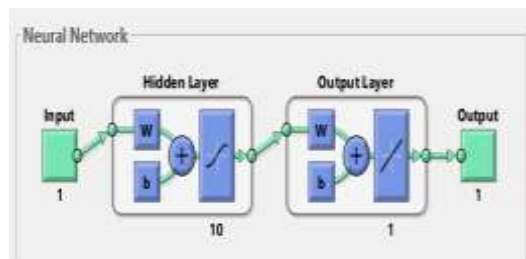 Neural Network
Hidden Layer Output Layer
Input Output
W W
+ +
b b
1 1
10 1